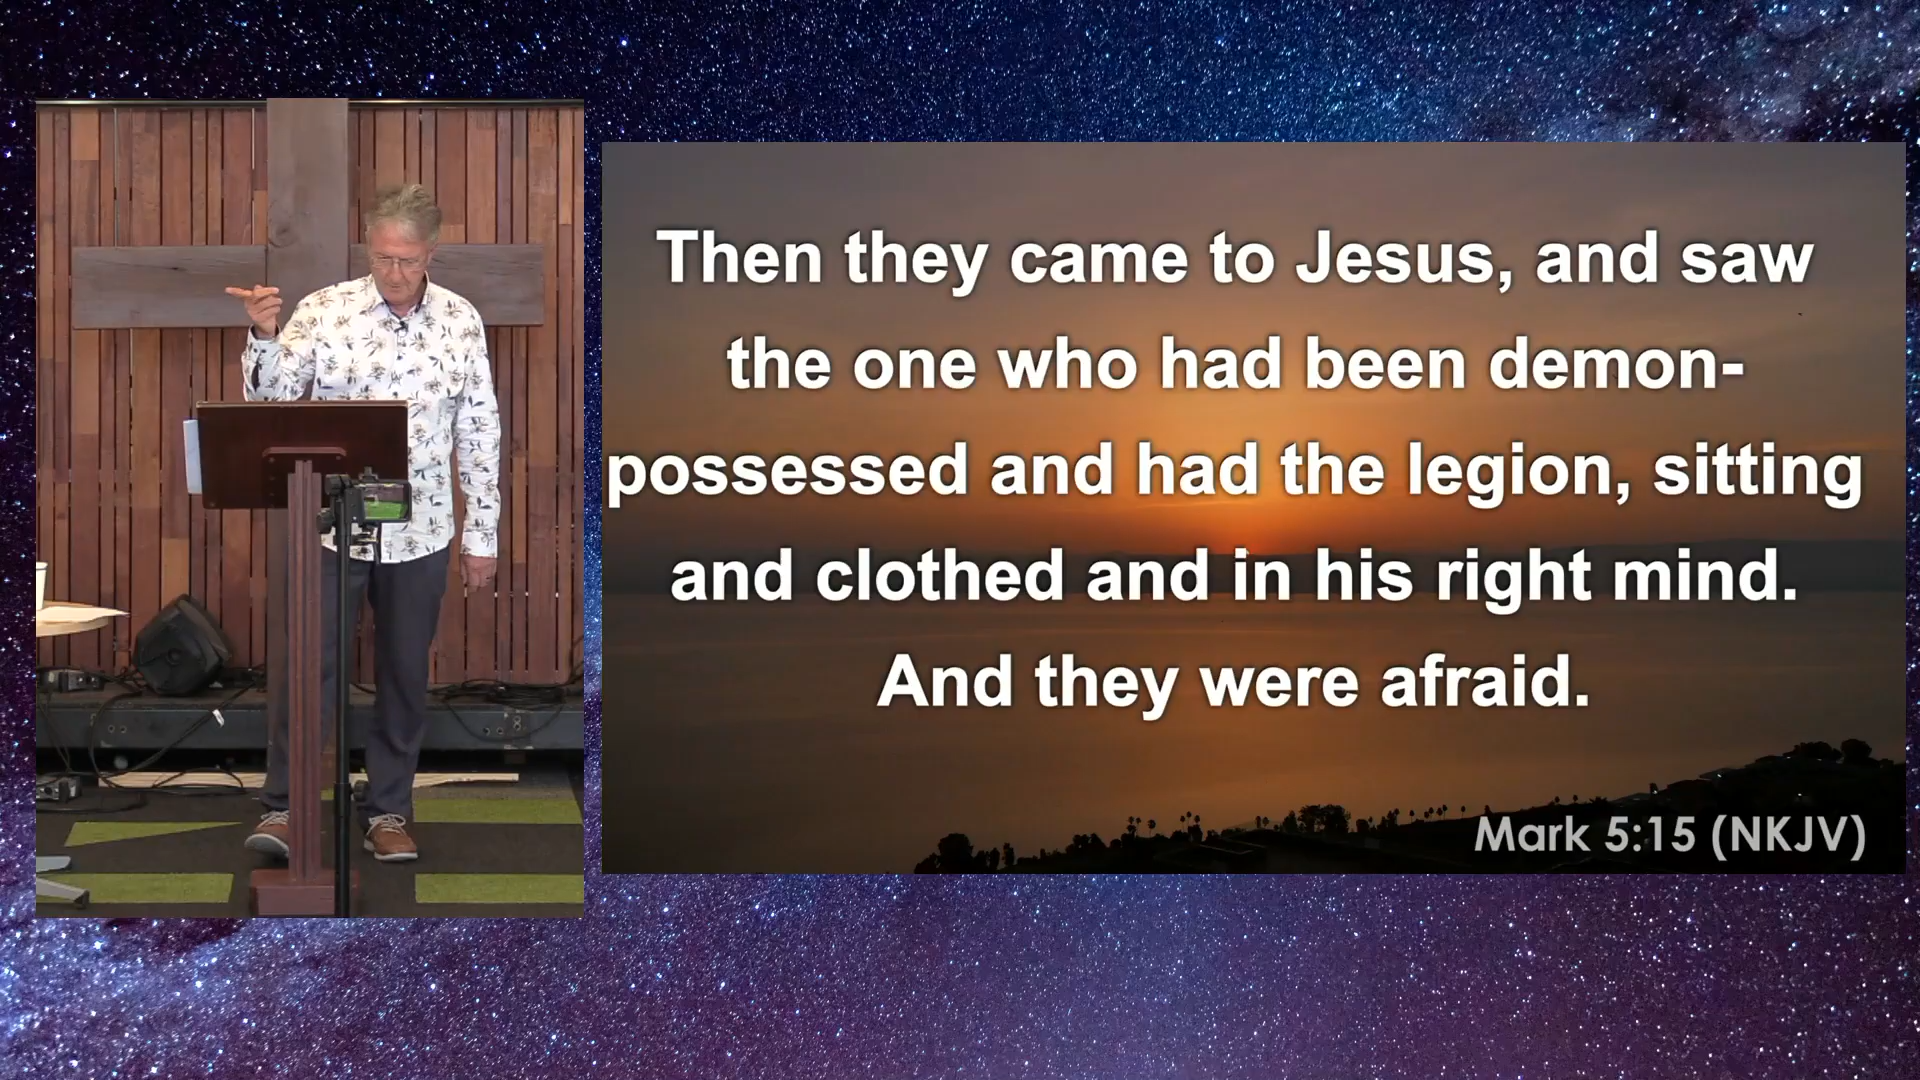 Then they came to Jesus, and saw
the one who had been demon-
possessed and had the legion, sitting
and clothed and in his right mind.
And they were afraid.
Mark 5:15 (NKJV)